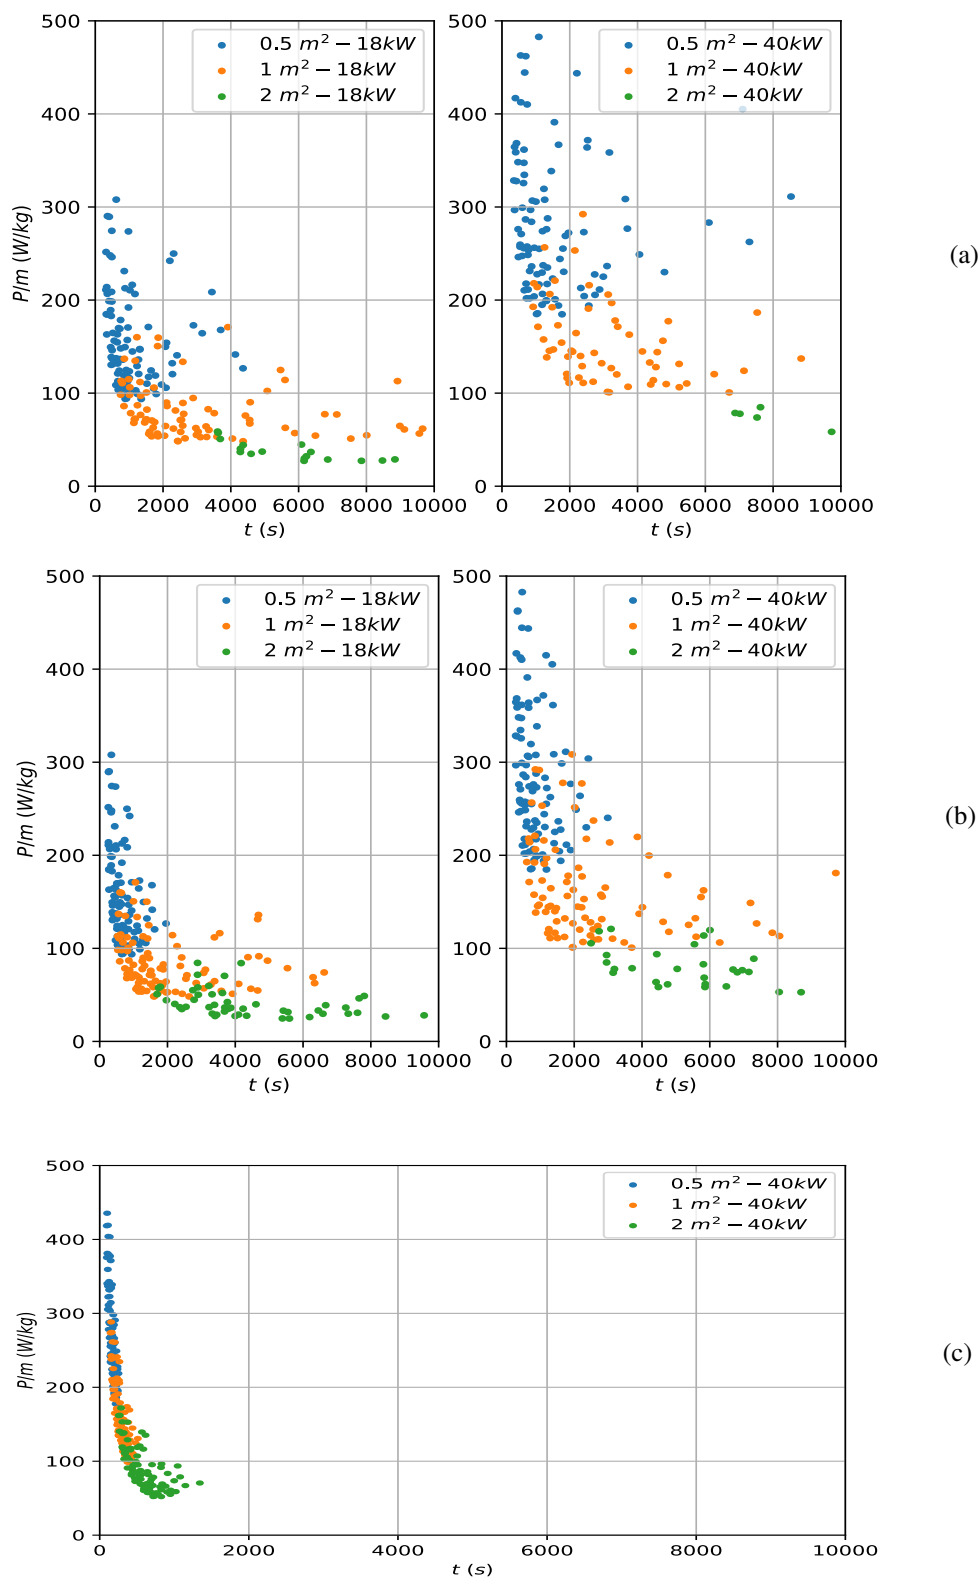 500
400
300
200
100
0
P/m (W/kg)
0.5 m² − 18kW
1 m² − 18kW
2 m² − 18kW
0 2000 4000 6000 8000 10000
t (s)
500
400
300
200
100
0
0.5 m² − 40kW
1 m² − 40kW
2 m² − 40kW
0 2000 4000 6000 8000 10000
t (s)
(a)
500
400
300
200
100
0
P/m (W/kg)
0.5 m² − 18kW
1 m² − 18kW
2 m² − 18kW
0 2000 4000 6000 8000 10000
t (s)
500
400
300
200
100
0
0.5 m² − 40kW
1 m² − 40kW
2 m² − 40kW
0 2000 4000 6000 8000 10000
t (s)
(b)
500
400
300
200
100
0
P/m (W/kg)
0.5 m² − 40kW
1 m² − 40kW
2 m² − 40kW
0 2000 4000 6000 8000 10000
t (s)
(c)